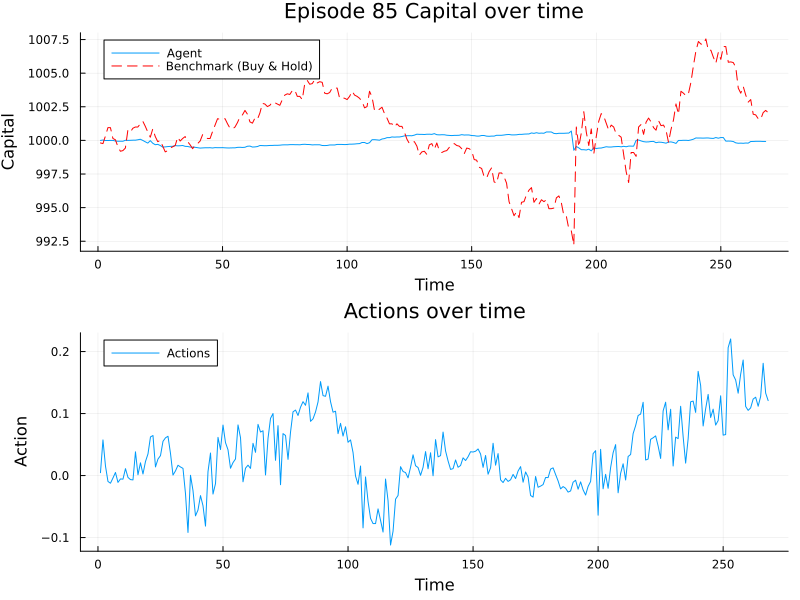 Episode 85 Capital over time
1007.5
1005.0
1002.5
1000.0
997.5
995.0
992.5
Capital
Agent
Benchmark (Buy & Hold)
0 50 100 150 200 250
Time
Actions over time
0.2
0.1
0.0
−0.1
Action
Actions
0 50 100 150 200 250
Time